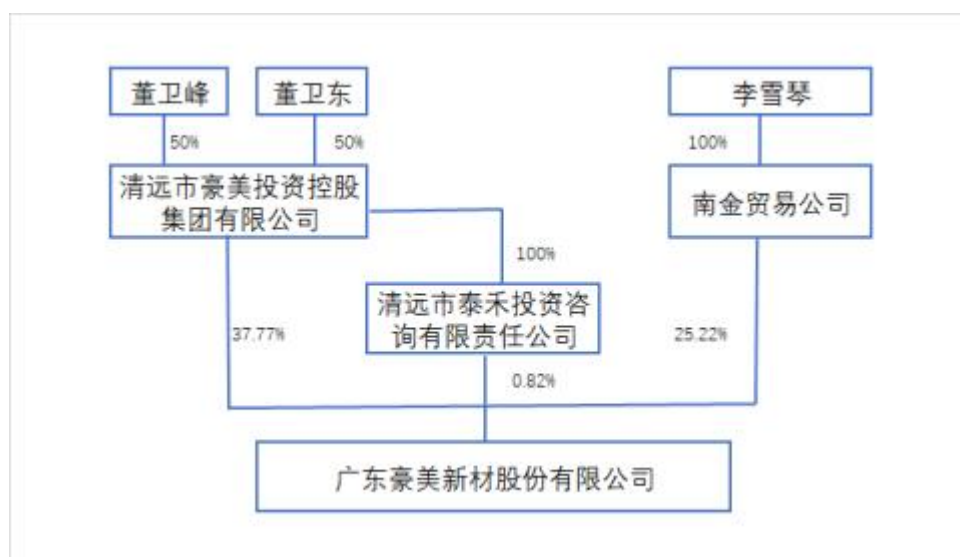 董卫峰
董卫东
李雪琴
50%
50%
100%
清远市豪美投资控股
集团有限公司
南金贸易公司
100%
清远市泰禾投资咨
询有限责任公司
37.77%
25.22%
0.82%
广东豪美新材股份有限公司